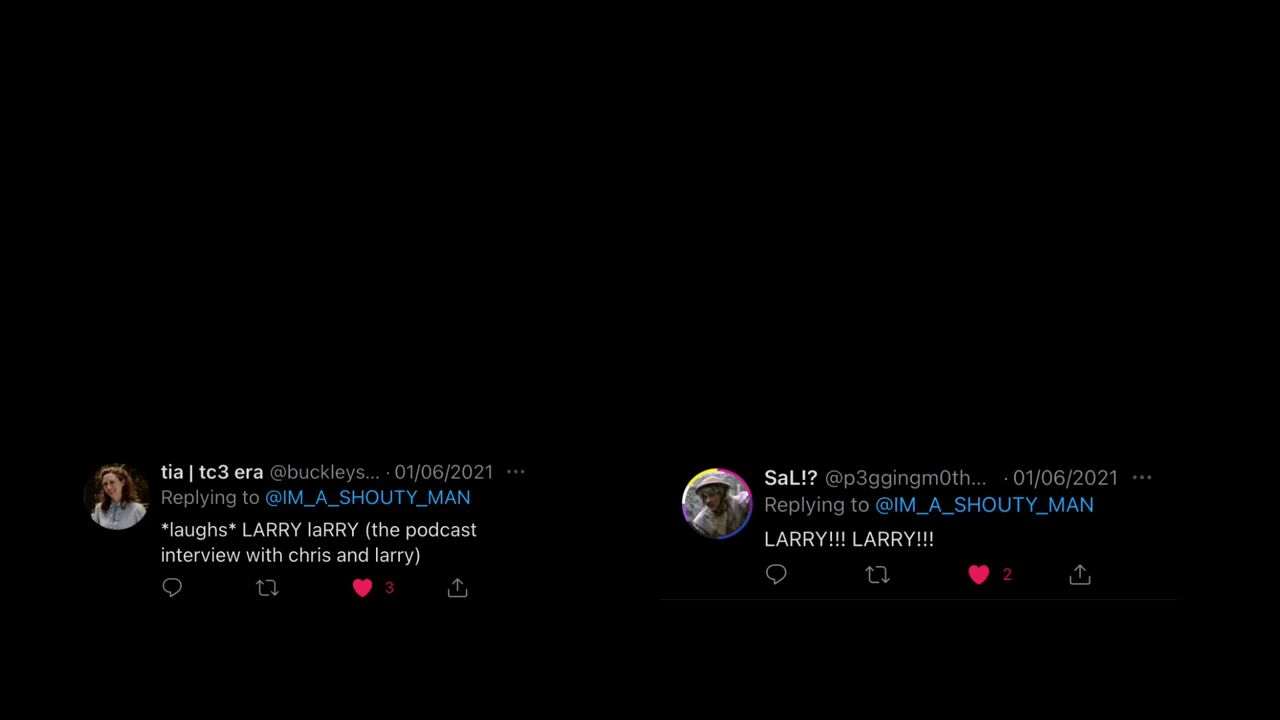 tia | tc3 era @buckleys... · 01/06/2021
Replying to @IM_A_SHOUTY_MAN
*laughs* LARRY laRRY (the podcast
interview with chris and larry)
3
SaL!? @p3ggingm0th... · 01/06/2021
Replying to @IM_A_SHOUTY_MAN
LARRY!!! LARRY!!!
2